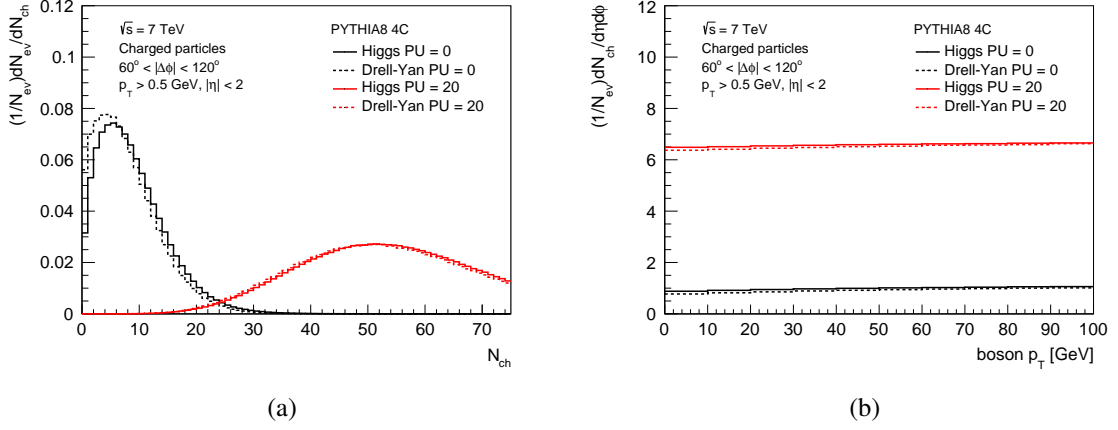 (1/N_ev)dN_ev/dN_ch
0.12
0.1
0.08
0.06
0.04
0.02
0
√s = 7 TeV
Charged particles
60° < |Δϕ| < 120°
p_T > 0.5 GeV, |η| < 2
PYTHIA8 4C
Higgs PU = 0
Drell-Yan PU = 0
Higgs PU = 20
Drell-Yan PU = 20
0 10 20 30 40 50 60 70
N_ch
(a)
(1/N_ev)dN_ch/dηdϕ
12
10
8
6
4
2
0
√s = 7 TeV
Charged particles
60° < |Δϕ| < 120°
p_T > 0.5 GeV, |η| < 2
PYTHIA8 4C
Higgs PU = 0
Drell-Yan PU = 0
Higgs PU = 20
Drell-Yan PU = 20
0 10 20 30 40 50 60 70 80 90 100
boson p_T [GeV]
(b)